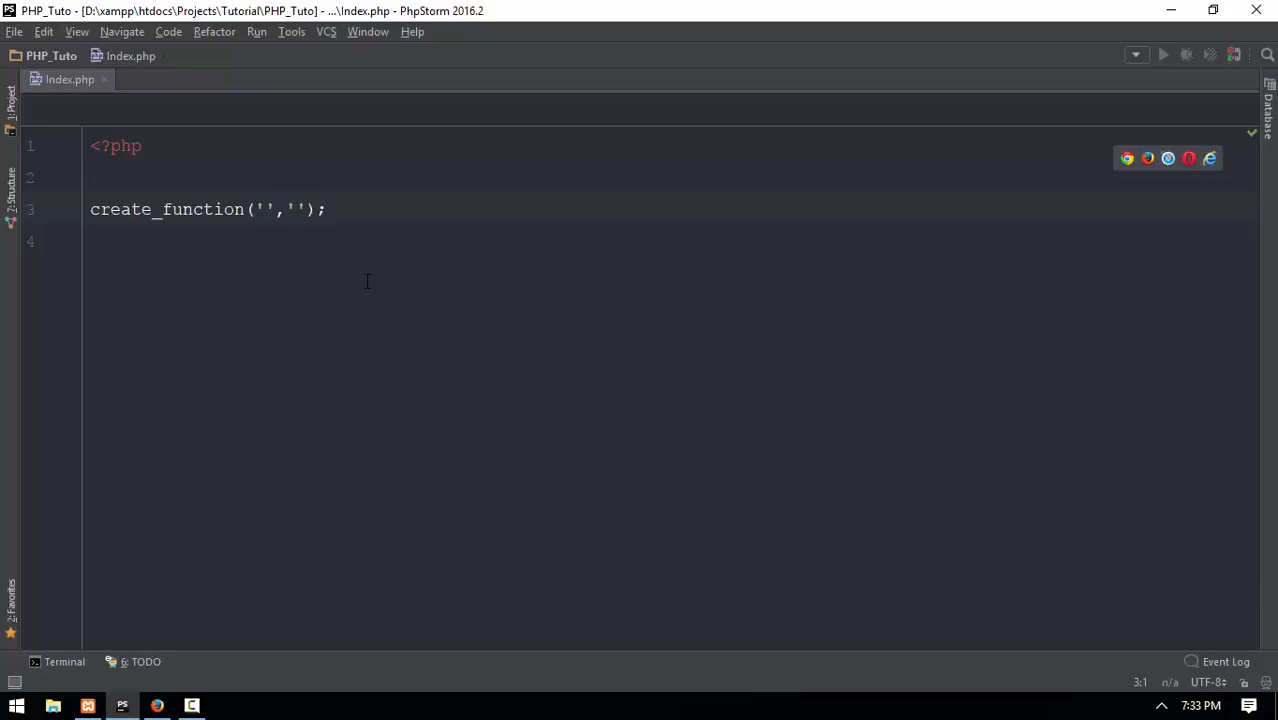 PHP_Tuto - [D:\xampp\htdocs\Projects\Tutorial\PHP_Tuto] - ...\Index.php - PhpStorm 2016.2
File Edit View Navigate Code Refactor Run Tools VCS Window Help
PHP_Tuto Index.php
Index.php
1: Project
7: Structure
2: Favorites
Database
1 <?php
2
3 create_function('','');
4
Terminal 6: TODO Event Log
3:1 n/a UTF-8
PS 7:33 PM